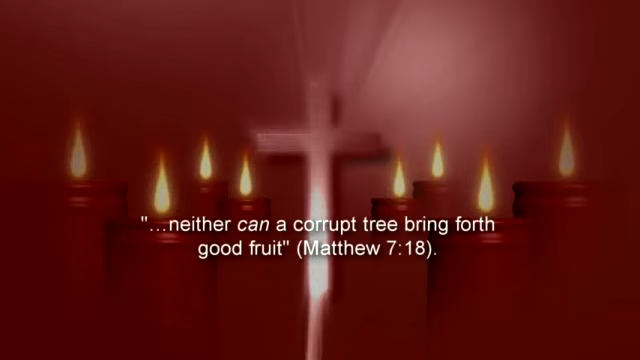 "...neither can a corrupt tree bring forth
good fruit" (Matthew 7:18).